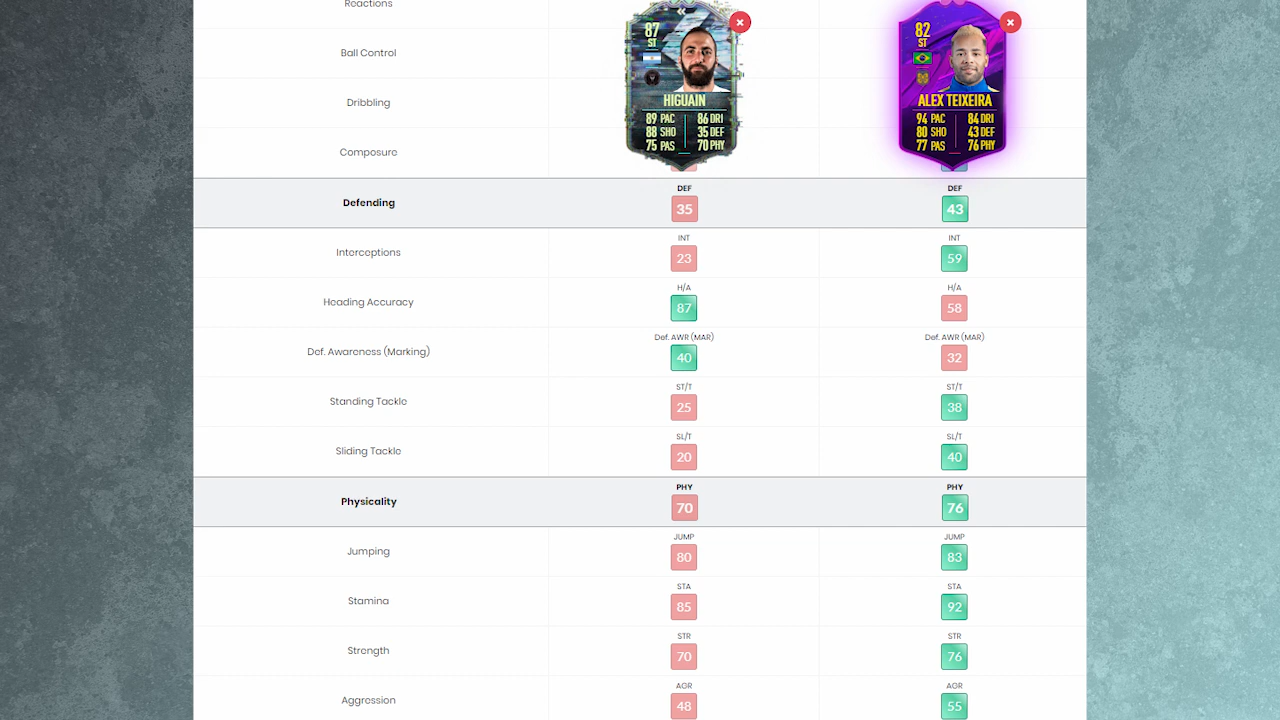 Reactions
87
ST
HIGUAIN
89 PAC 86 DRI
88 SHO 35 DEF
75 PAS 70 PHY
82
ST
ALEX TEIXEIRA
94 PAC 84 DRI
80 SHO 43 DEF
77 PAS 76 PHY
Ball Control
Dribbling
Composure
DEF DEF
Defending 35 43
INT INT
Interceptions 23 59
H/A H/A
Heading Accuracy 87 58
Def. AWR (MAR) Def. AWR (MAR)
Def. Awareness (Marking) 40 32
ST/T ST/T
Standing Tackle 25 38
SL/T SL/T
Sliding Tackle 20 40
PHY PHY
Physicality 70 76
JUMP JUMP
Jumping 80 83
STA STA
Stamina 85 92
STR STR
Strength 70 76
AGR AGR
Aggression 48 55